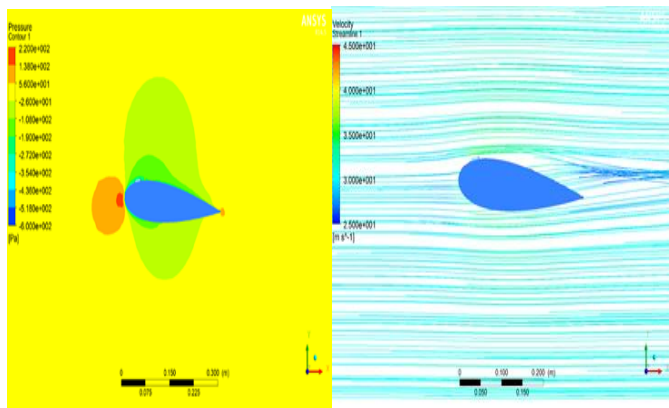 ANSYS
Pressure
Contour 1
2.200e+002
1.380e+002
5.600e+001
-2.600e+001
-1.080e+002
-1.900e+002
-2.720e+002
-3.540e+002
-4.360e+002
-5.180e+002
-6.000e+002
[Pa]
0 0.150 0.300 (m)
0.075 0.225
ANSYS
Velocity
Streamline 1
4.500e+001
4.000e+001
3.500e+001
3.000e+001
2.500e+001
[m s^-1]
0 0.100 0.200 (m)
0.050 0.150